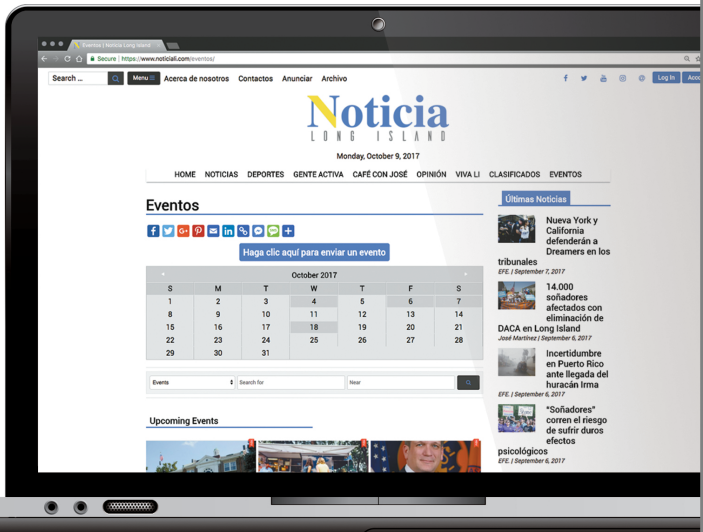 Eventos | Noticia Long Island
Secure | https://www.noticiali.com/eventos/
Search ... Menu Acerca de nosotros Contactos Anunciar Archivo Log In
Noticia
LONG ISLAND
Monday, October 9, 2017
HOME NOTICIAS DEPORTES GENTE ACTIVA CAFÉ CON JOSÉ OPINIÓN VIVA LI CLASIFICADOS EVENTOS
Eventos
Haga clic aquí para enviar un evento
October 2017
S M T W T F S
1 2 3 4 5 6 7
8 9 10 11 12 13 14
15 16 17 18 19 20 21
22 23 24 25 26 27 28
29 30 31
Events Search for Near
Upcoming Events
Últimas Noticias
Nueva York y
California
defenderán a
Dreamers en los
tribunales
EFE. | September 7, 2017
14.000
soñadores
afectados con
eliminación de
DACA en Long Island
José Martínez | September 6, 2017
Incertidumbre
en Puerto Rico
ante llegada del
huracán Irma
EFE. | September 6, 2017
"Soñadores"
corren el riesgo
de sufrir duros
efectos
psicológicos
EFE. | September 6, 2017